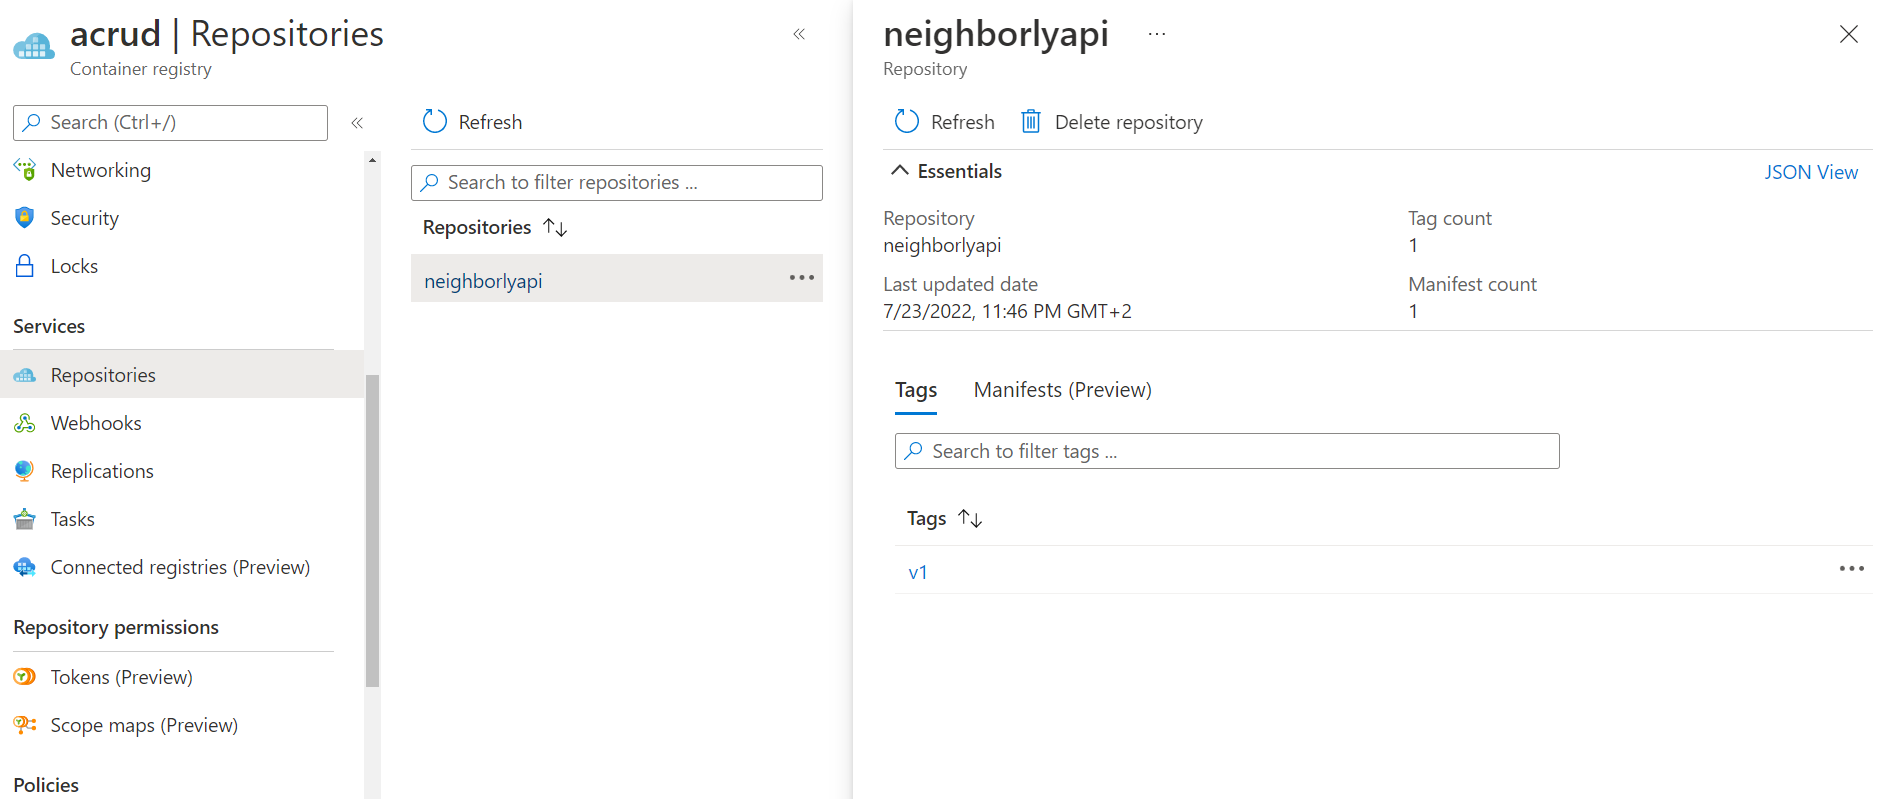 acrud | Repositories
Container registry
Search (Ctrl+/)
Networking
Security
Locks
Services
Repositories
Webhooks
Replications
Tasks
Connected registries (Preview)
Repository permissions
Tokens (Preview)
Scope maps (Preview)
Policies
Refresh
Search to filter repositories ...
Repositories
neighborlyapi
neighborlyapi
Repository
Refresh
Delete repository
Essentials
JSON View
Repository
neighborlyapi
Tag count
1
Last updated date
7/23/2022, 11:46 PM GMT+2
Manifest count
1
Tags
Manifests (Preview)
Search to filter tags ...
Tags
v1